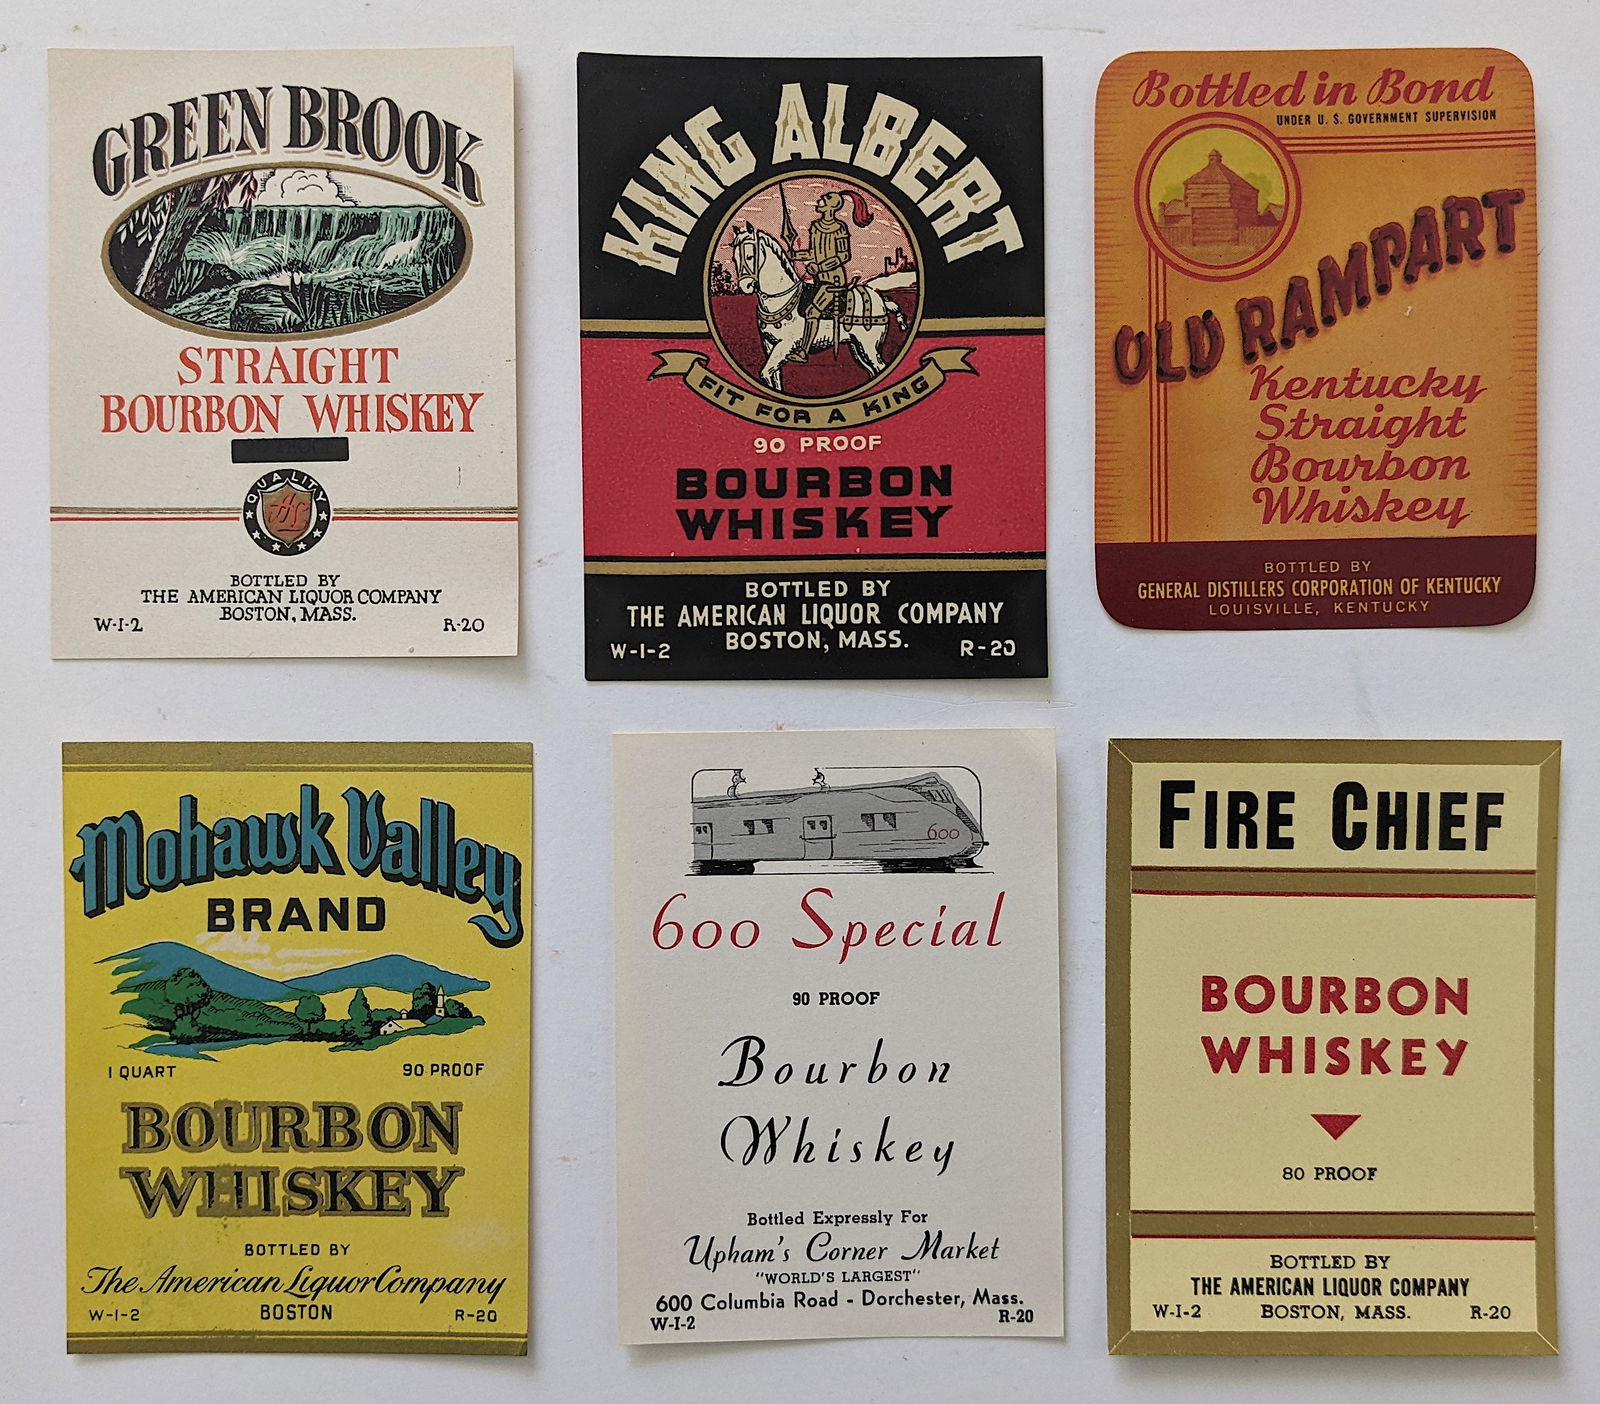 GREEN BROOK
STRAIGHT
BOURBON WHISKEY
QUALITY
BOTTLED BY
THE AMERICAN LIQUOR COMPANY
BOSTON, MASS.
W-I-2 R-20
KING ALBERT
FIT FOR A KING
90 PROOF
BOURBON
WHISKEY
BOTTLED BY
THE AMERICAN LIQUOR COMPANY
BOSTON, MASS.
W-I-2 R-20
Bottled in Bond
UNDER U. S. GOVERNMENT SUPERVISION
OLD RAMPART
Kentucky
Straight
Bourbon
Whiskey
BOTTLED BY
GENERAL DISTILLERS CORPORATION OF KENTUCKY
LOUISVILLE, KENTUCKY
Mohawk Valley
BRAND
1 QUART 90 PROOF
BOURBON
WHISKEY
BOTTLED BY
The American Liquor Company
W-I-2 BOSTON R-20
600
600 Special
90 PROOF
Bourbon
Whiskey
Bottled Expressly For
Upham's Corner Market
"WORLD'S LARGEST"
600 Columbia Road - Dorchester, Mass.
W-I-2 R-20
FIRE CHIEF
BOURBON
WHISKEY
80 PROOF
BOTTLED BY
THE AMERICAN LIQUOR COMPANY
W-I-2 BOSTON, MASS. R-20